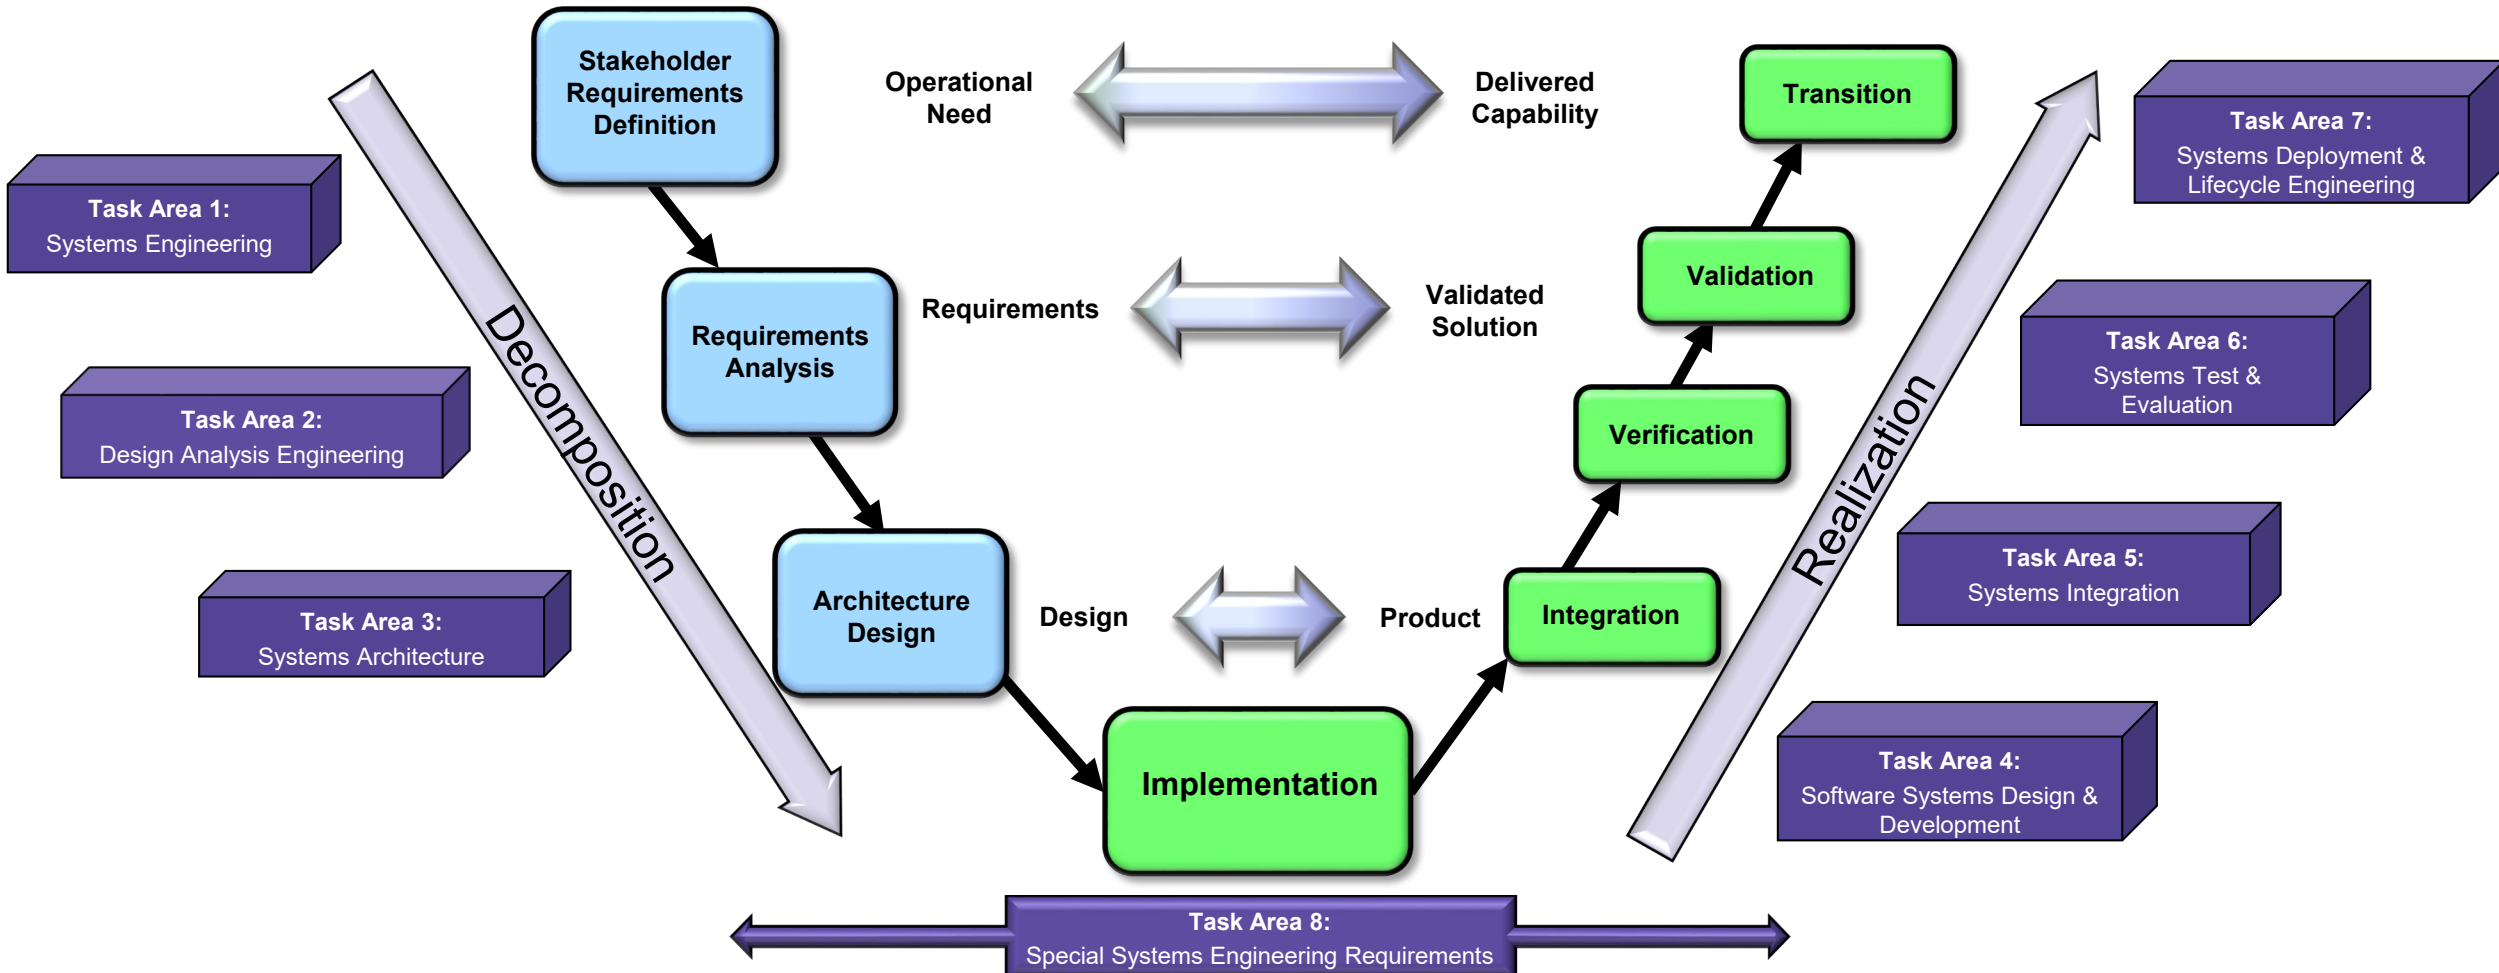 Stakeholder
Requirements
Definition
Operational
Need
Delivered
Capability
Transition
Task Area 7:
Systems Deployment &
Lifecycle Engineering
Task Area 1:
Systems Engineering
Decomposition
Requirements
Analysis
Requirements
Validated
Solution
Validation
Realization
Task Area 6:
Systems Test &
Evaluation
Task Area 2:
Design Analysis Engineering
Verification
Task Area 5:
Systems Integration
Task Area 3:
Systems Architecture
Architecture
Design
Design
Product
Integration
Implementation
Task Area 4:
Software Systems Design &
Development
Task Area 8:
Special Systems Engineering Requirements